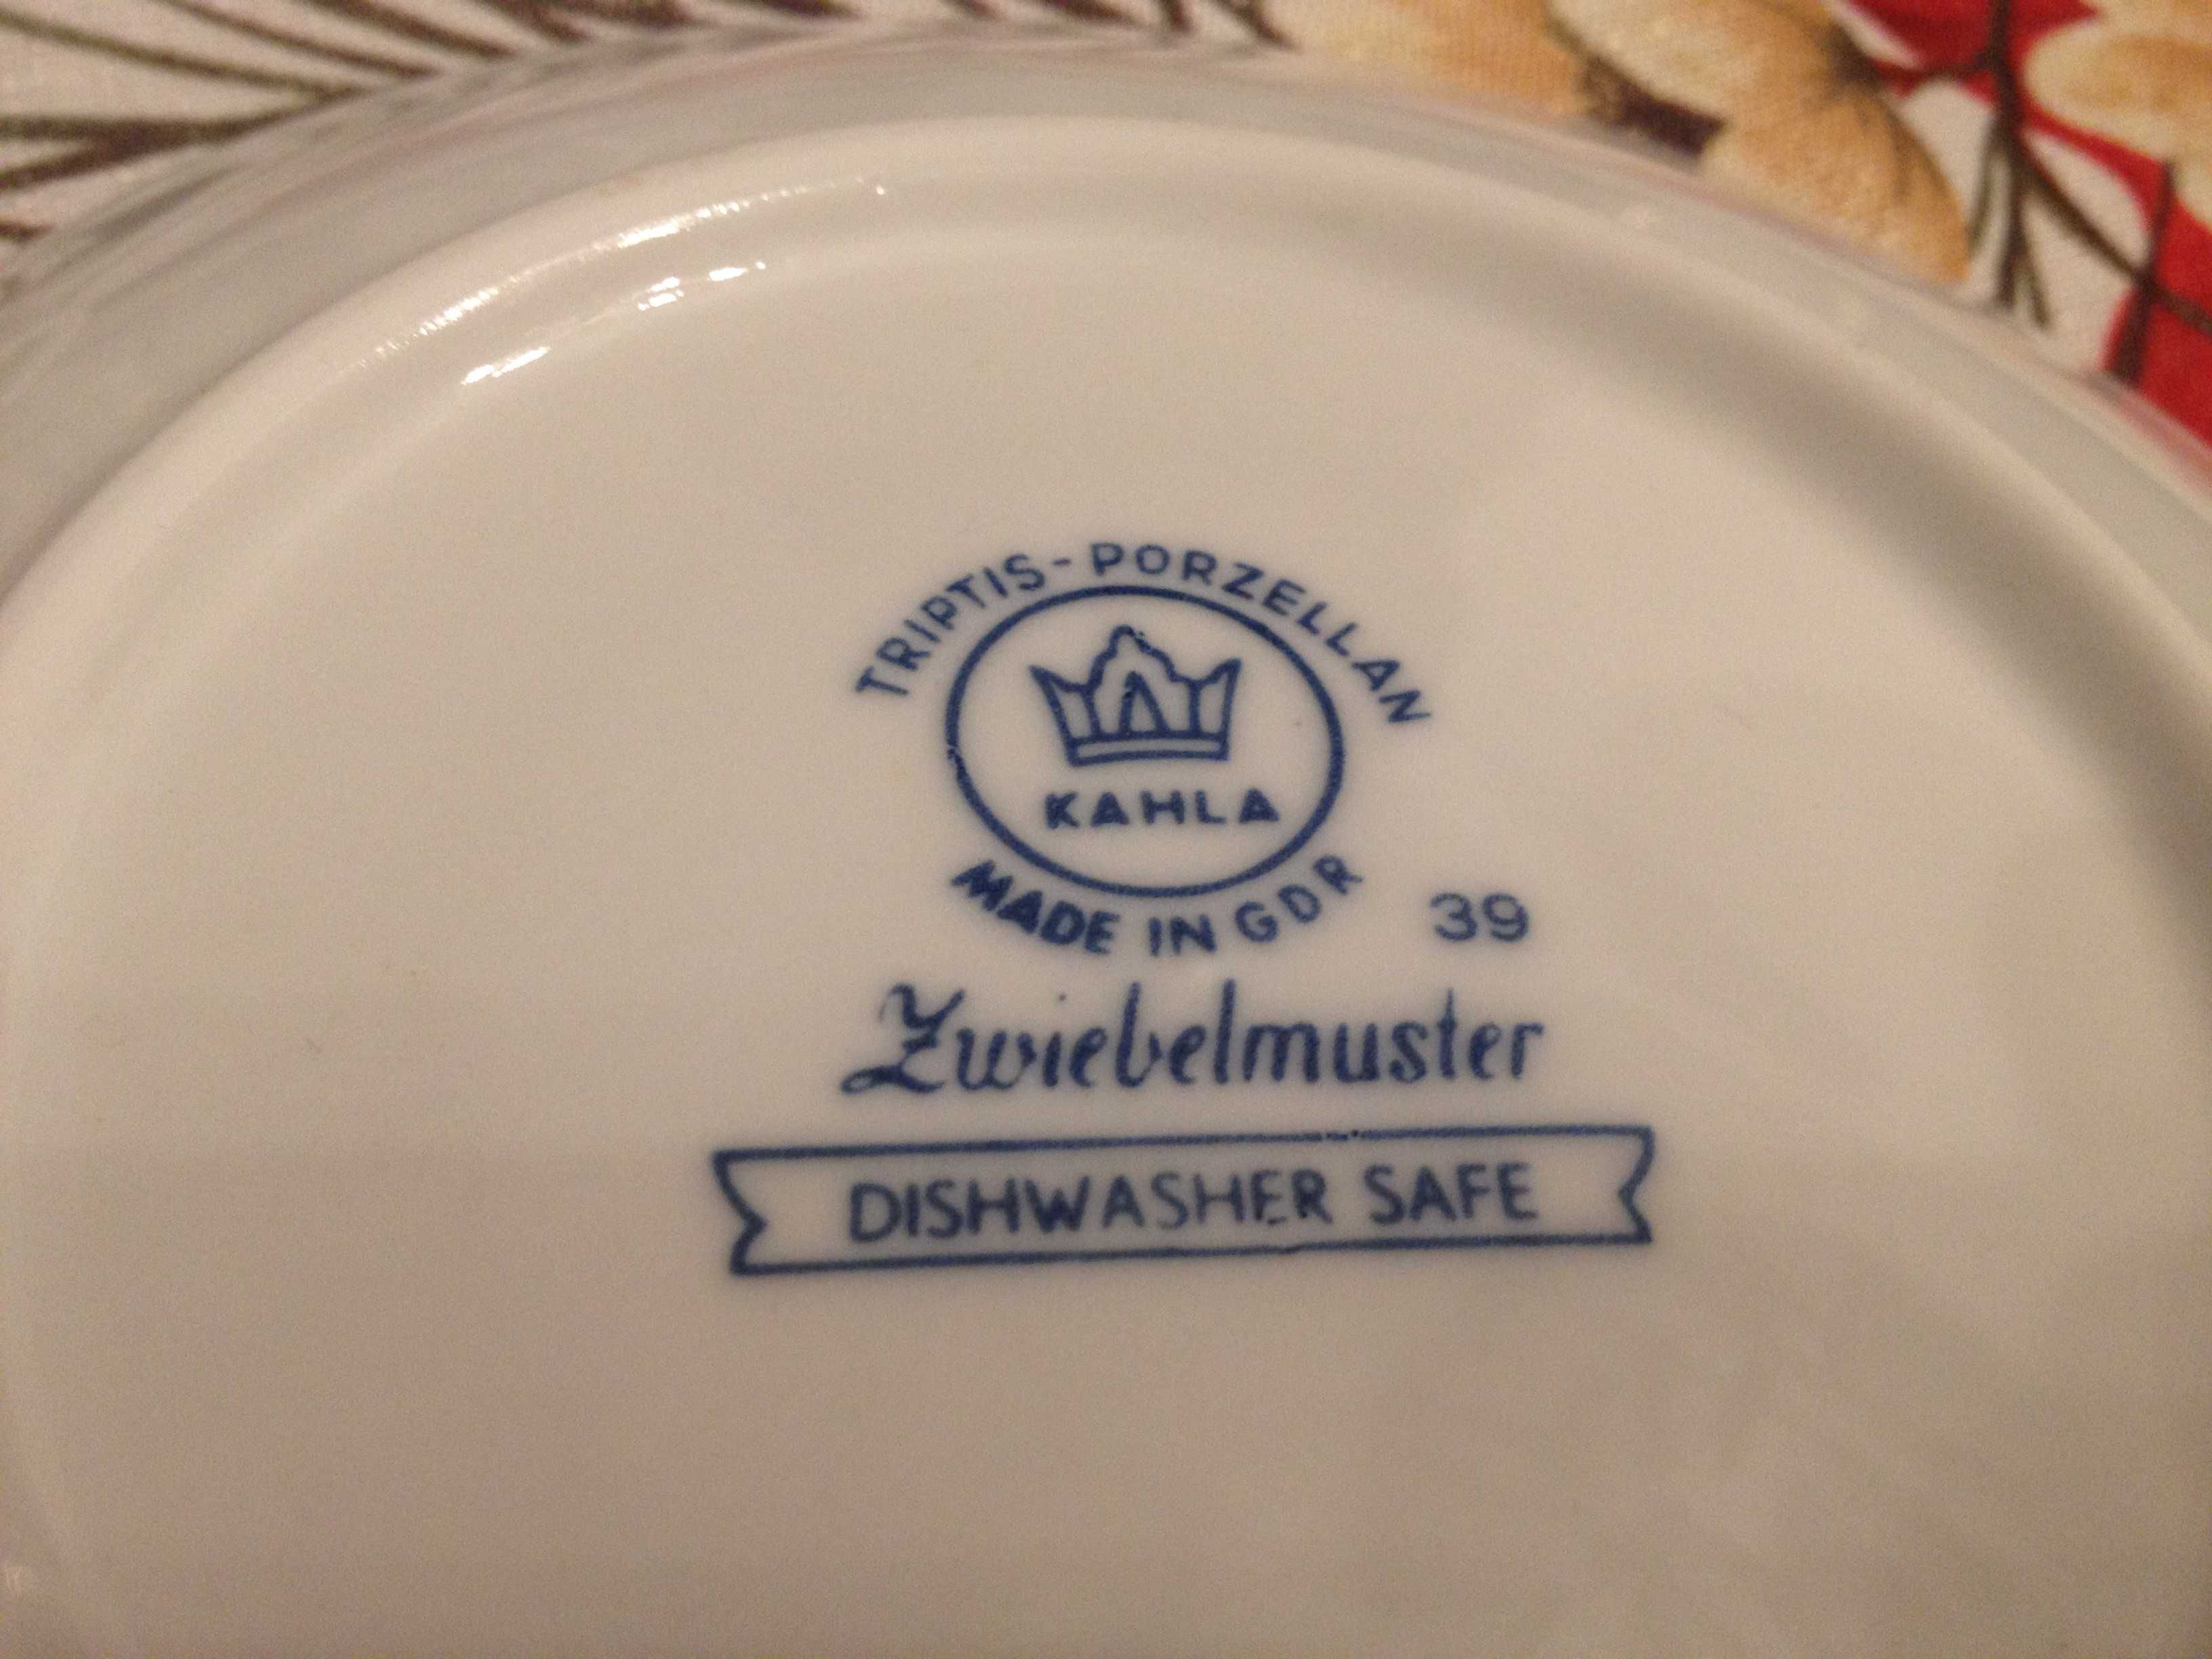 TRIPTIS-PORZELLAN
KAHLA
MADE IN GDR
39
Zwiebelmuster
DISHWASHER SAFE